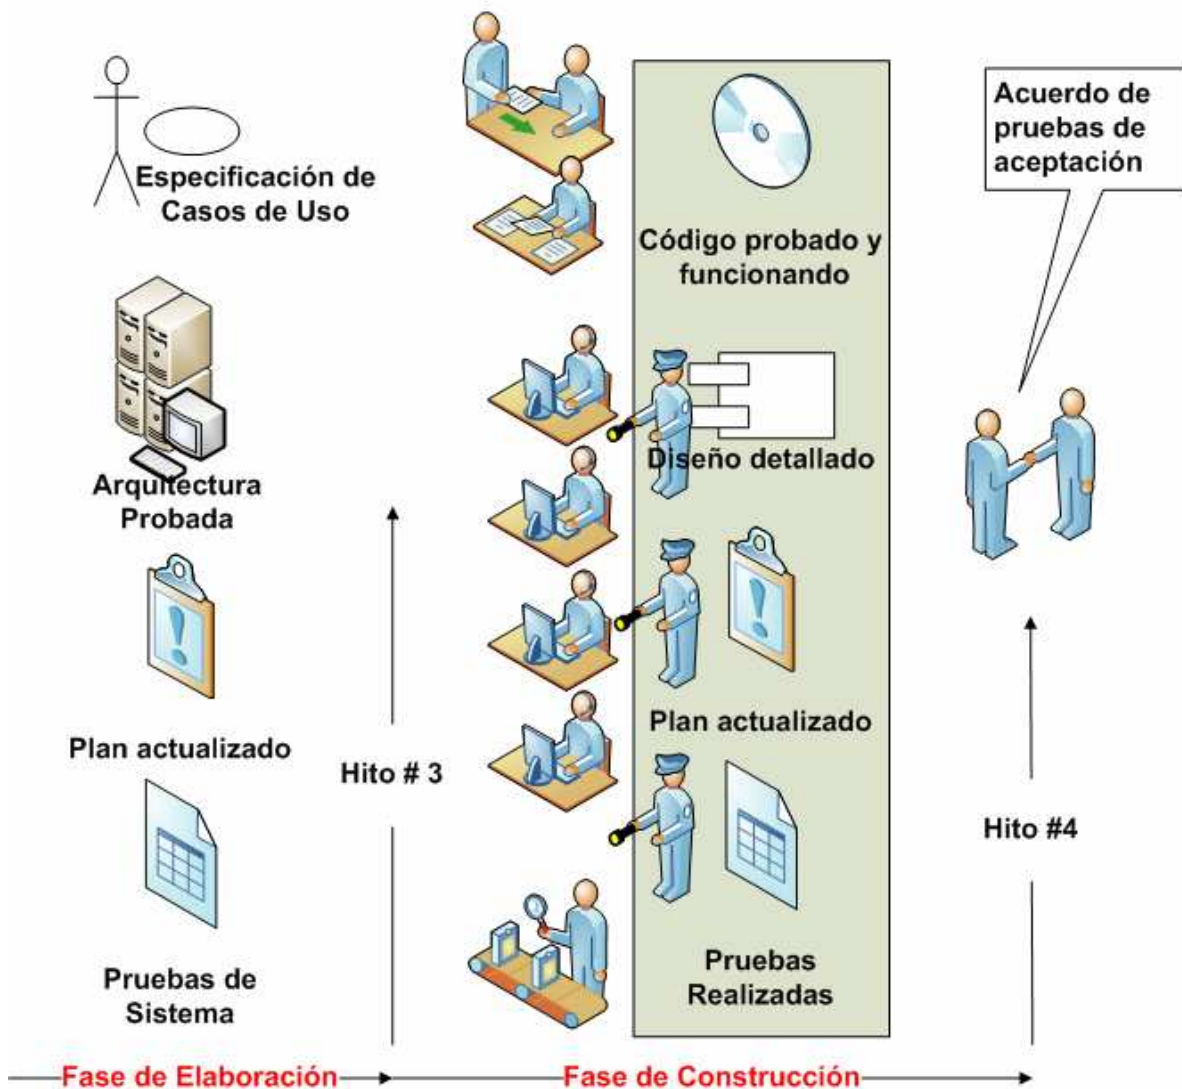 Especificación de
Casos de Uso
Arquitectura
Probada
Plan actualizado
Pruebas de
Sistema
Hito # 3
Código probado y
funcionando
Diseño detallado
Plan actualizado
Pruebas
Realizadas
Acuerdo de
pruebas de
aceptación
Hito #4
Fase de Elaboración
Fase de Construcción